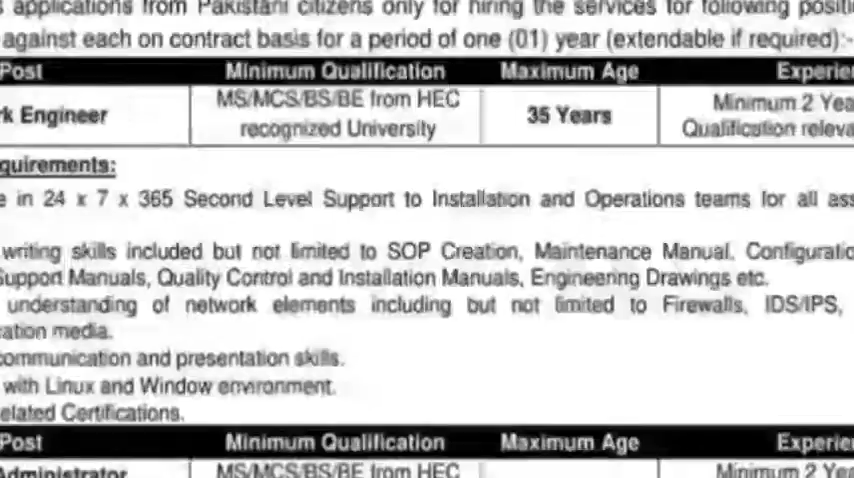 applications from Pakistani citizens only for hiring the services for following
against each on contract basis for a period of one (01) year (extendable if required):-
Post Minimum Qualification Maximum Age Experie
k Engineer MS/MCS/BS/BE from HEC recognized University 35 Years Minimum 2 Yea Qualification releva
quirements:
e in 24 x 7 x 365 Second Level Support to Installation and Operations teams for all ass
writing skills included but not limited to SOP Creation, Maintenance Manual, Configuratio
Support Manuals, Quality Control and Installation Manuals, Engineering Drawings etc.
understanding of network elements including but not limited to Firewalls, IDS/IPS,
cation media.
communication and presentation skills.
with Linux and Window environment.
elated Certifications.
Post Minimum Qualification Maximum Age Experie
Administrator MS/MCS/BS/BE from HEC Minimum 2 Yea